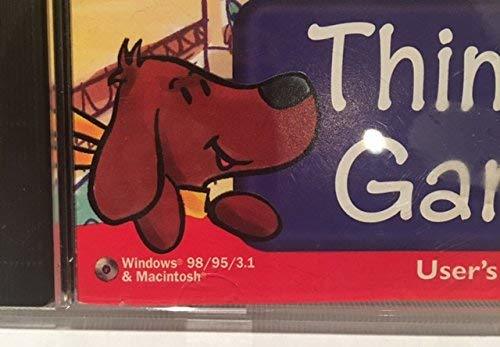 Thin
Gar
Windows® 98/95/3.1
& Macintosh®
User's